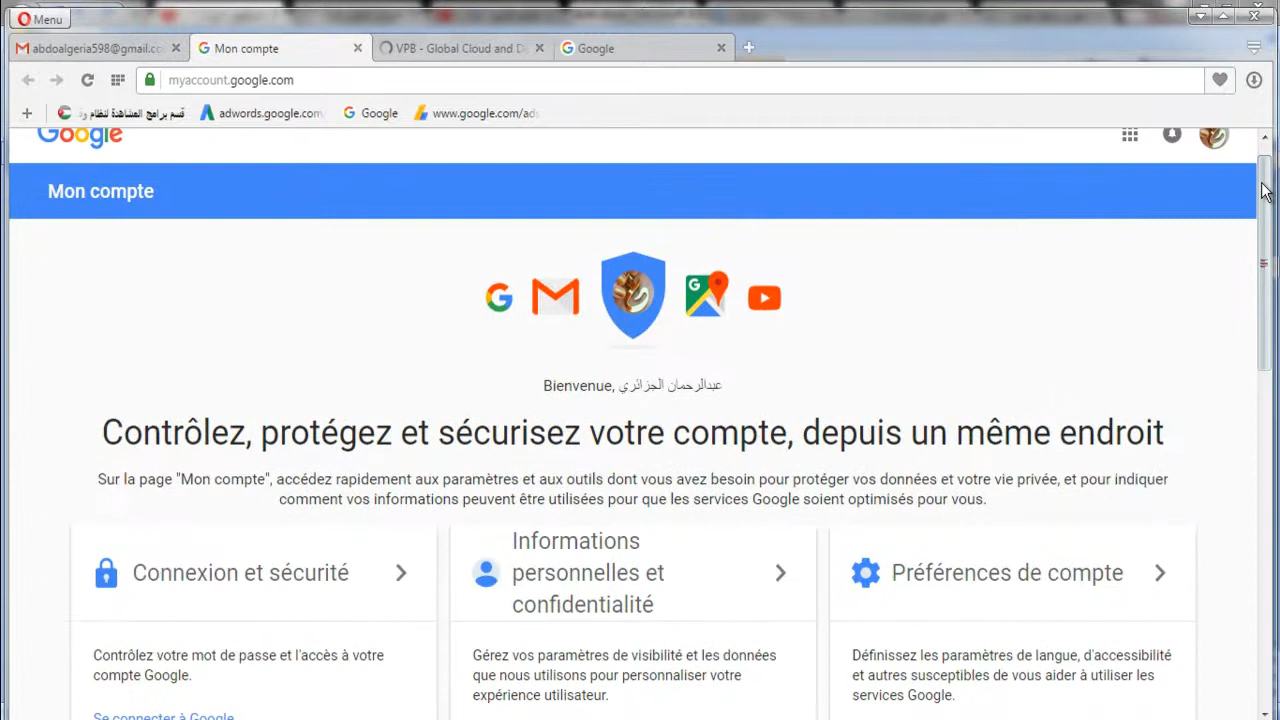 Menu
abdoalgeria598@gmail.co
Mon compte
VPB - Global Cloud and D
Google
myaccount.google.com
قسم برامج المشاهدة لنظام
adwords.google.com
Google
www.google.com/ads
Google
Mon compte
Bienvenue, عبدالرحمان الجزائري
Contrôlez, protégez et sécurisez votre compte, depuis un même endroit
Sur la page "Mon compte", accédez rapidement aux paramètres et aux outils dont vous avez besoin pour protéger vos données et votre vie privée, et pour indiquer
comment vos informations peuvent être utilisées pour que les services Google soient optimisés pour vous.
Connexion et sécurité
Informations
personnelles et
confidentialité
Préférences de compte
Contrôlez votre mot de passe et l'accès à votre
compte Google.
Se connecter à Google
Gérez vos paramètres de visibilité et les données
que nous utilisons pour personnaliser votre
expérience utilisateur.
Définissez les paramètres de langue, d'accessibilité
et autres susceptibles de vous aider à utiliser les
services Google.